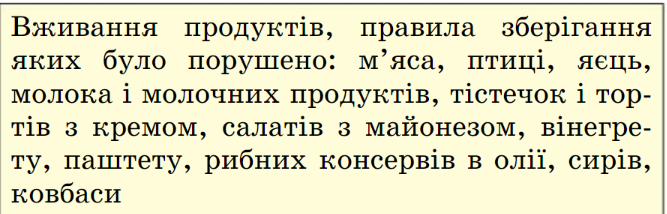 Вживання продуктів, правила зберігання
яких було порушено: м’яса, птиці, яєць,
молока і молочних продуктів, тістечок і тор-
тів з кремом, салатів з майонезом, вінегре-
ту, паштету, рибних консервів в олії, сирів,
ковбаси